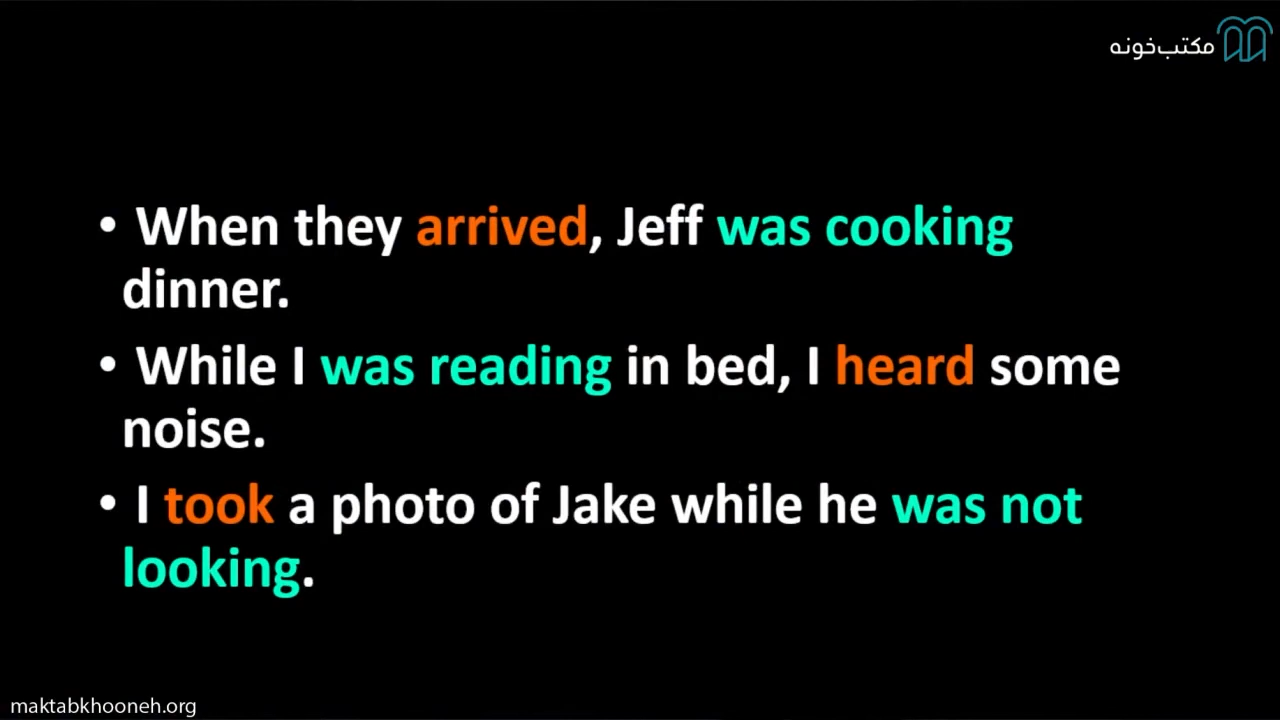 مکتب‌خونه
• When they arrived, Jeff was cooking
dinner.
• While I was reading in bed, I heard some
noise.
• I took a photo of Jake while he was not
looking.
maktabkhooneh.org